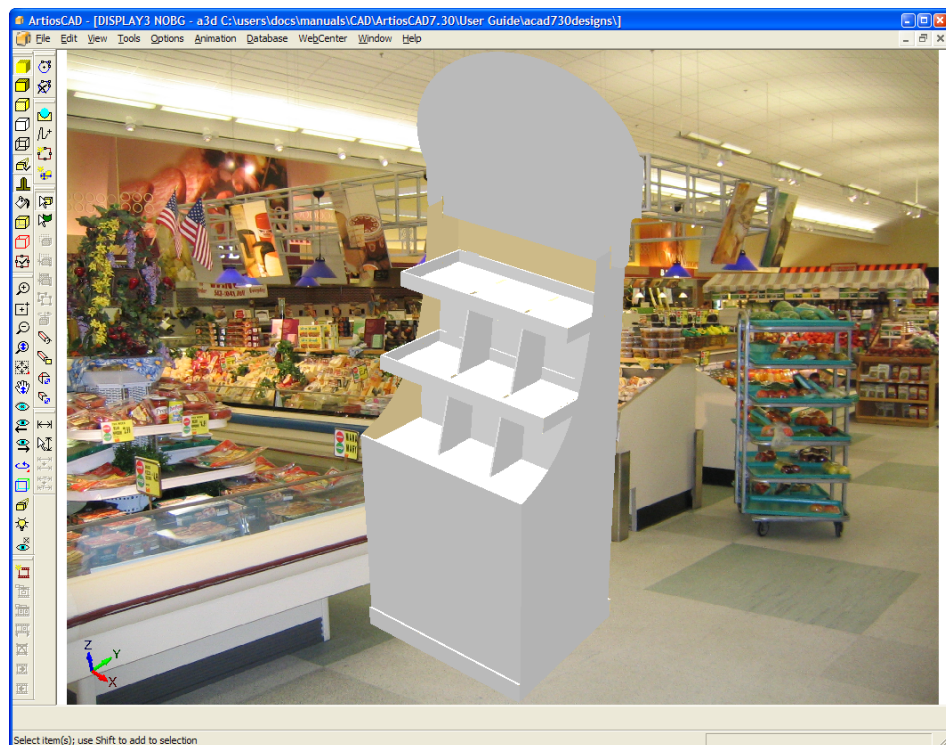 ArtiosCAD - [DISPLAY3 NOBG - a3d C:\users\docs\manuals\CAD\ArtiosCAD7.30\User Guide\acad730designs\]
File Edit View Tools Options Animation Database WebCenter Window Help
Z
Y
X
Select item(s); use Shift to add to selection